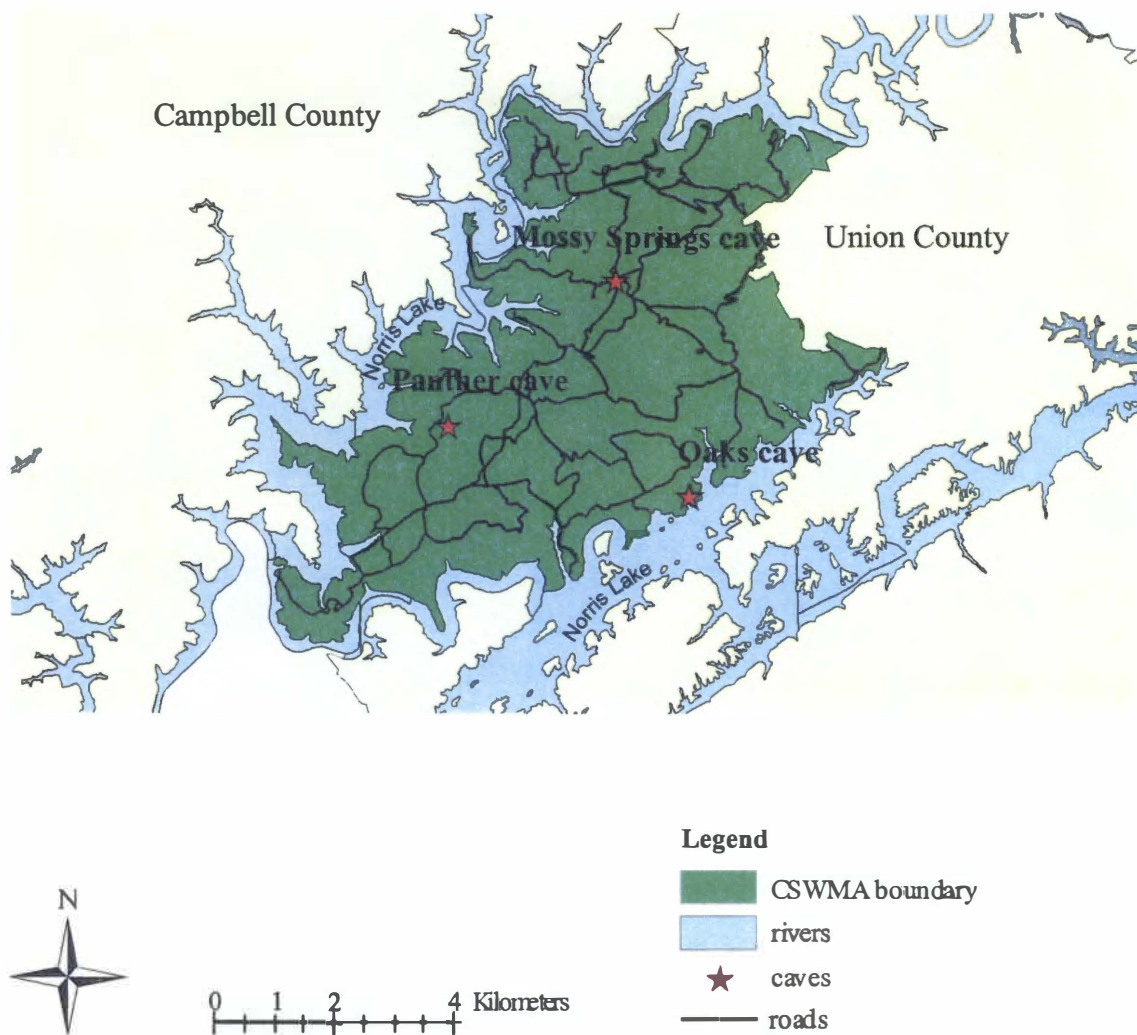 Campbell County
Mossy Springs cave
Union County
Norris Lake
Panther cave
Oaks cave
Norris Lake
Legend
CSWMA boundary
rivers
caves
roads
N
0 1 2 4 Kilometers